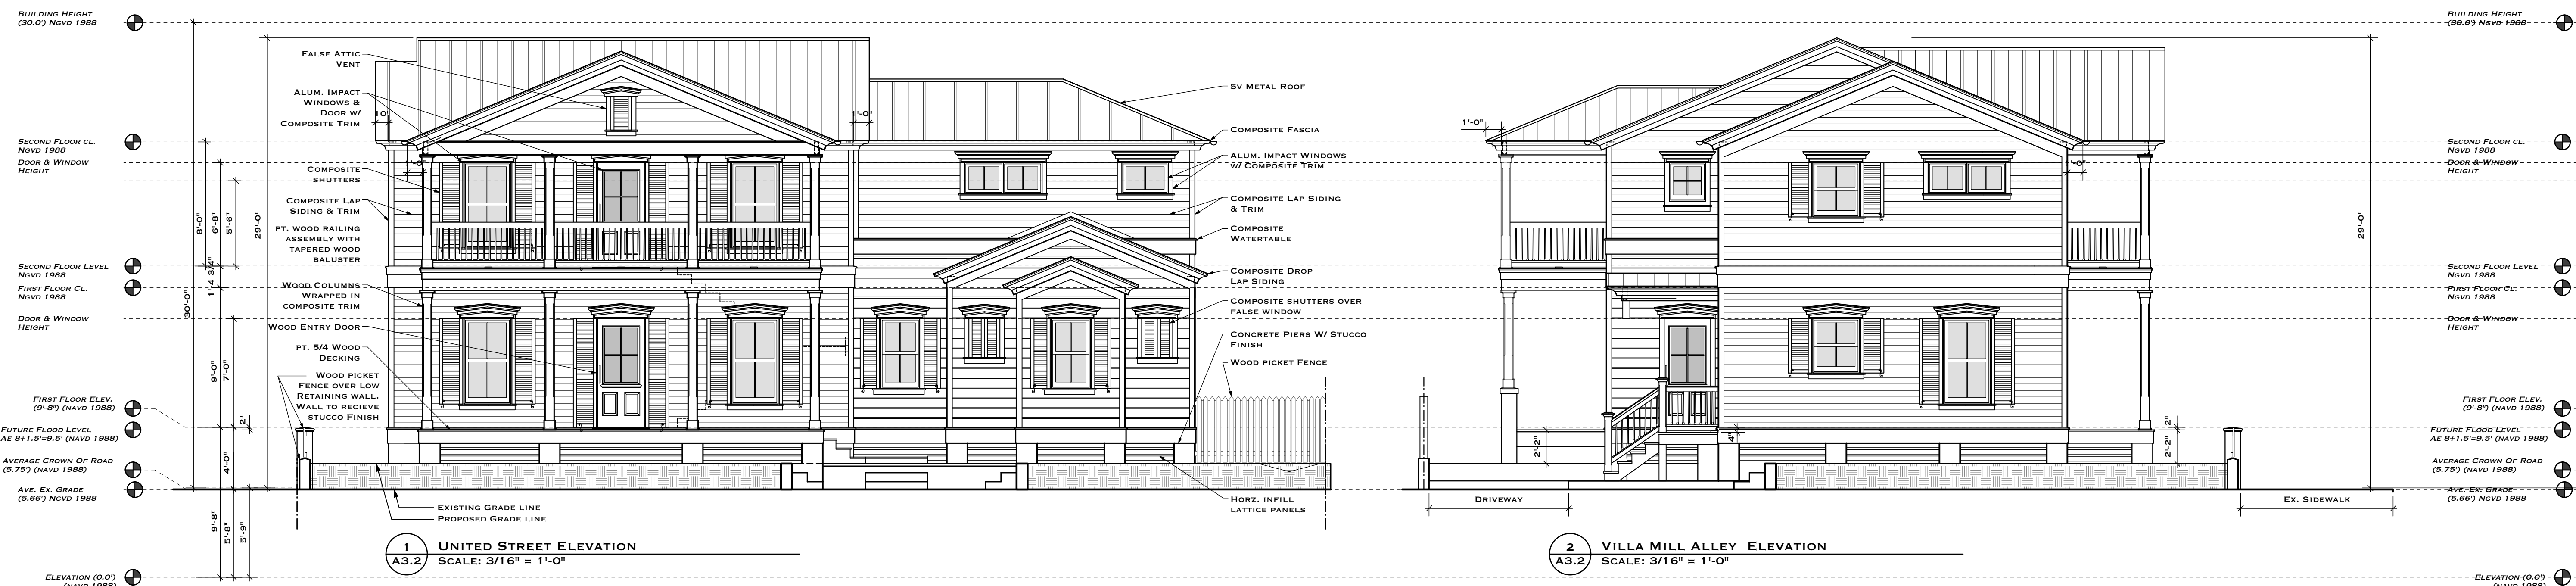 Building Height
(30.0') Ngvd 1988
Second Floor cl.
Ngvd 1988
Door & Window
Height
Second Floor Level
Ngvd 1988
First Floor Cl.
Ngvd 1988
Door & Window
Height
First Floor Elev.
(9'-8") (navd 1988)
Future Flood Level
Ae 8+1.5'=9.5' (navd 1988)
Average Crown Of Road
(5.75') (navd 1988)
Ave. Ex. Grade
(5.66') Ngvd 1988
Elevation (0.0')
(navd 1988)
30'-0"
8'-0"
6'-8"
5'-6"
29'-0"
1'-4 3/4"
9'-0"
7'-0"
2"
4'-0"
9'-8"
5'-8"
5'-9"
False Attic
Vent
Alum. Impact
Windows &
Door w/
Composite Trim
10"
1'-0"
1'-0"
Composite
shutters
Composite Lap
Siding & Trim
pt. wood railing
assembly with
tapered wood
baluster
Wood Columns
Wrapped in
composite trim
Wood Entry Door
pt. 5/4 Wood
Decking
Wood picket
Fence over low
Retaining wall.
Wall to recieve
stucco Finish
Existing Grade line
Proposed Grade line
5v Metal Roof
Composite Fascia
Alum. Impact Windows
w/ Composite Trim
Composite Lap Siding
& Trim
Composite
Watertable
Composite Drop
Lap Siding
Composite shutters over
false window
Concrete Piers W/ Stucco
Finish
Wood picket Fence
Horz. infill
lattice panels
1
A3.2
United Street Elevation
Scale: 3/16" = 1'-0"
1'-0"
1'-0"
29'-0"
2'-2"
4"
2"
2'-2"
Driveway
Ex. Sidewalk
2
A3.2
Villa Mill Alley Elevation
Scale: 3/16" = 1'-0"
Building Height
(30.0') Ngvd 1988
Second Floor cl.
Ngvd 1988
Door & Window
Height
Second Floor Level
Ngvd 1988
First Floor Cl.
Ngvd 1988
Door & Window
Height
First Floor Elev.
(9'-8") (navd 1988)
Future Flood Level
Ae 8+1.5'=9.5' (navd 1988)
Average Crown Of Road
(5.75') (navd 1988)
Ave. Ex. Grade
(5.66') Ngvd 1988
Elevation (0.0')
(navd 1988)